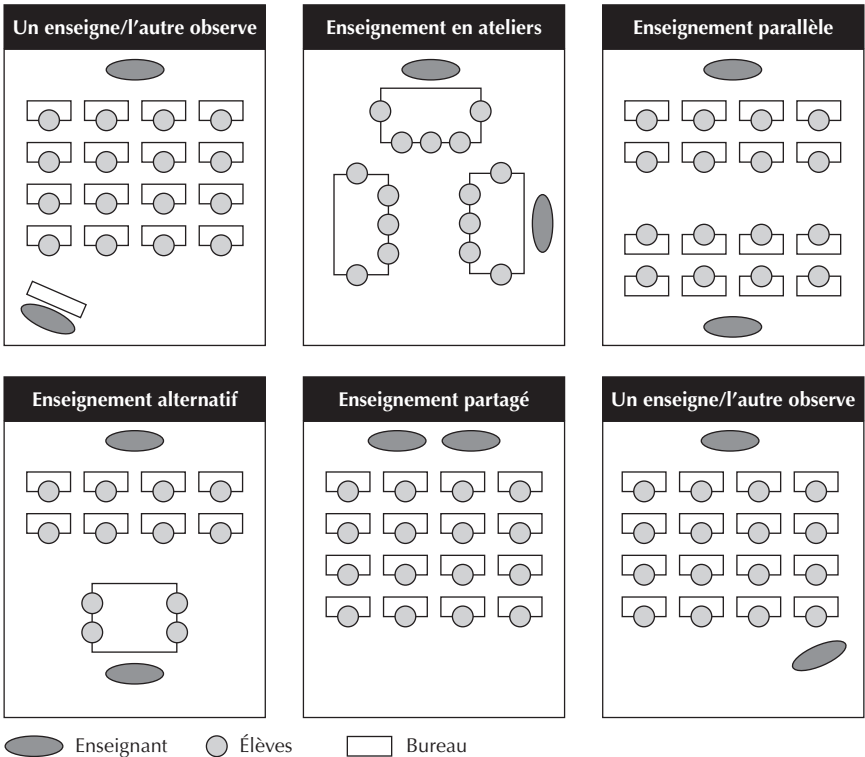 Un enseigne/l'autre observe
Enseignement en ateliers
Enseignement parallèle
Enseignement alternatif
Enseignement partagé
Un enseigne/l'autre observe
Enseignant
Élèves
Bureau